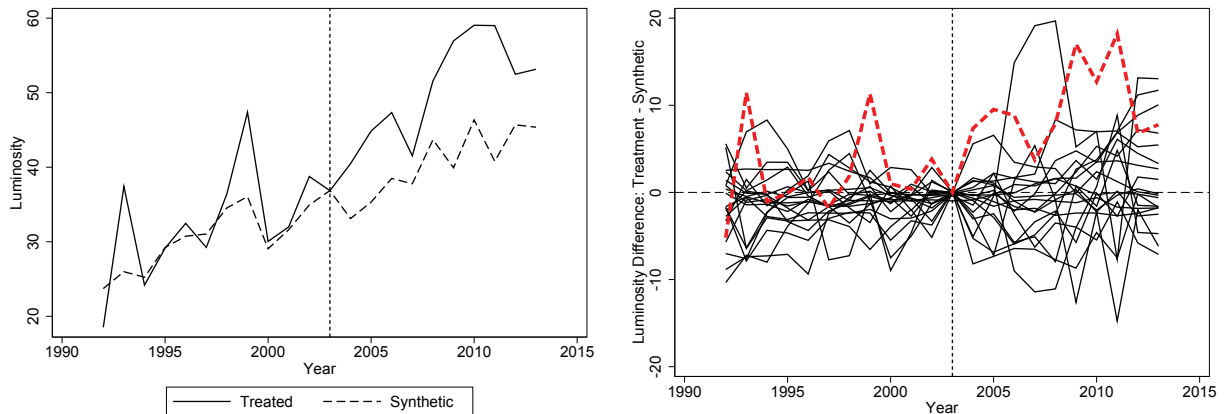 Luminosity
60
50
40
30
20
1990 1995 2000 2005 2010 2015
Year
Treated Synthetic
Luminosity Difference: Treatment - Synthetic
20
10
0
-10
-20
1990 1995 2000 2005 2010 2015
Year